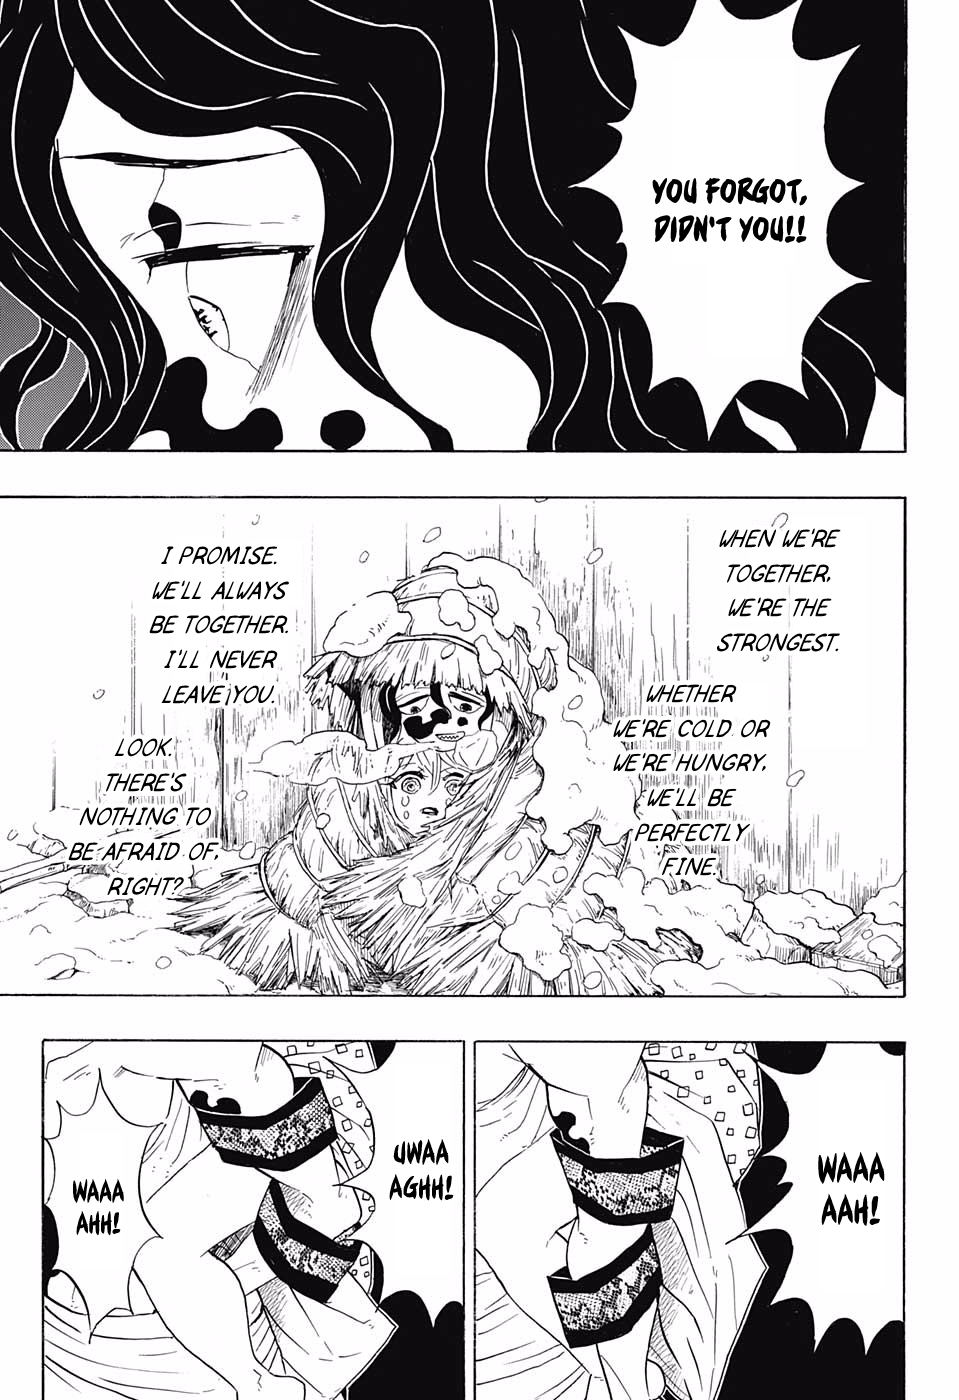 YOU FORGOT,
DIDN'T YOU!!
WHEN WE'RE
TOGETHER,
WE'RE THE
STRONGEST.
WHETHER
WE'RE COLD OR
WE'RE HUNGRY,
WE'LL BE
PERFECTLY
FINE.
I PROMISE.
WE'LL ALWAYS
BE TOGETHER.
I'LL NEVER
LEAVE YOU.
LOOK.
THERE'S
NOTHING TO
BE AFRAID OF,
RIGHT?
WAAA
AAH!
UWAA
AGHH!
WAAA
AHH!